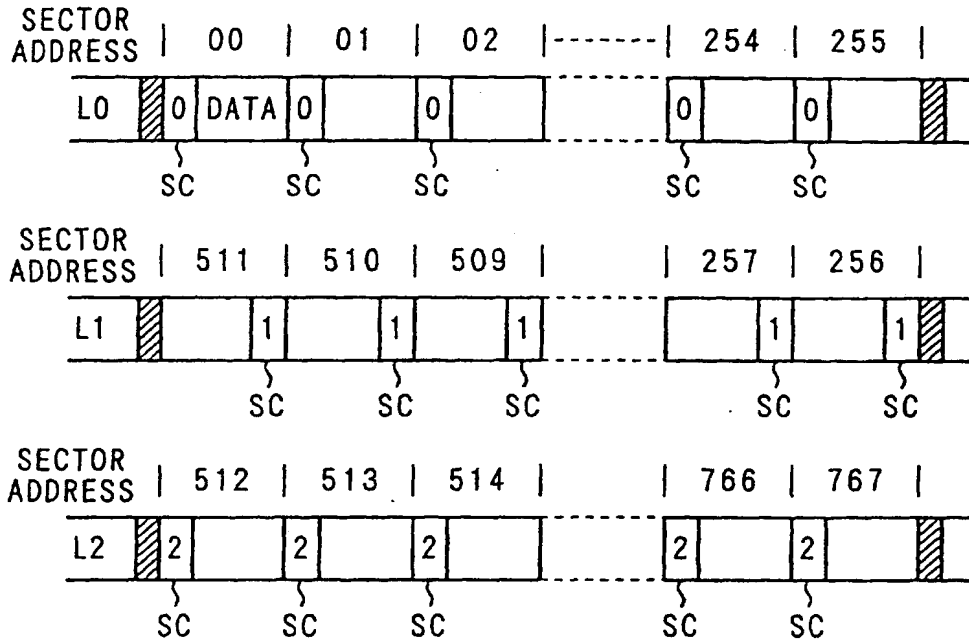 SECTOR
ADDRESS | 00 | 01 | 02 | 254 | 255 |
L0 0 DATA 0 0 0 0
SC SC SC SC SC
SECTOR
ADDRESS | 511 | 510 | 509 | 257 | 256 |
L1 1 1 1 1 1
SC SC SC SC SC
SECTOR
ADDRESS | 512 | 513 | 514 | 766 | 767 |
L2 2 2 2 2 2
SC SC SC SC SC